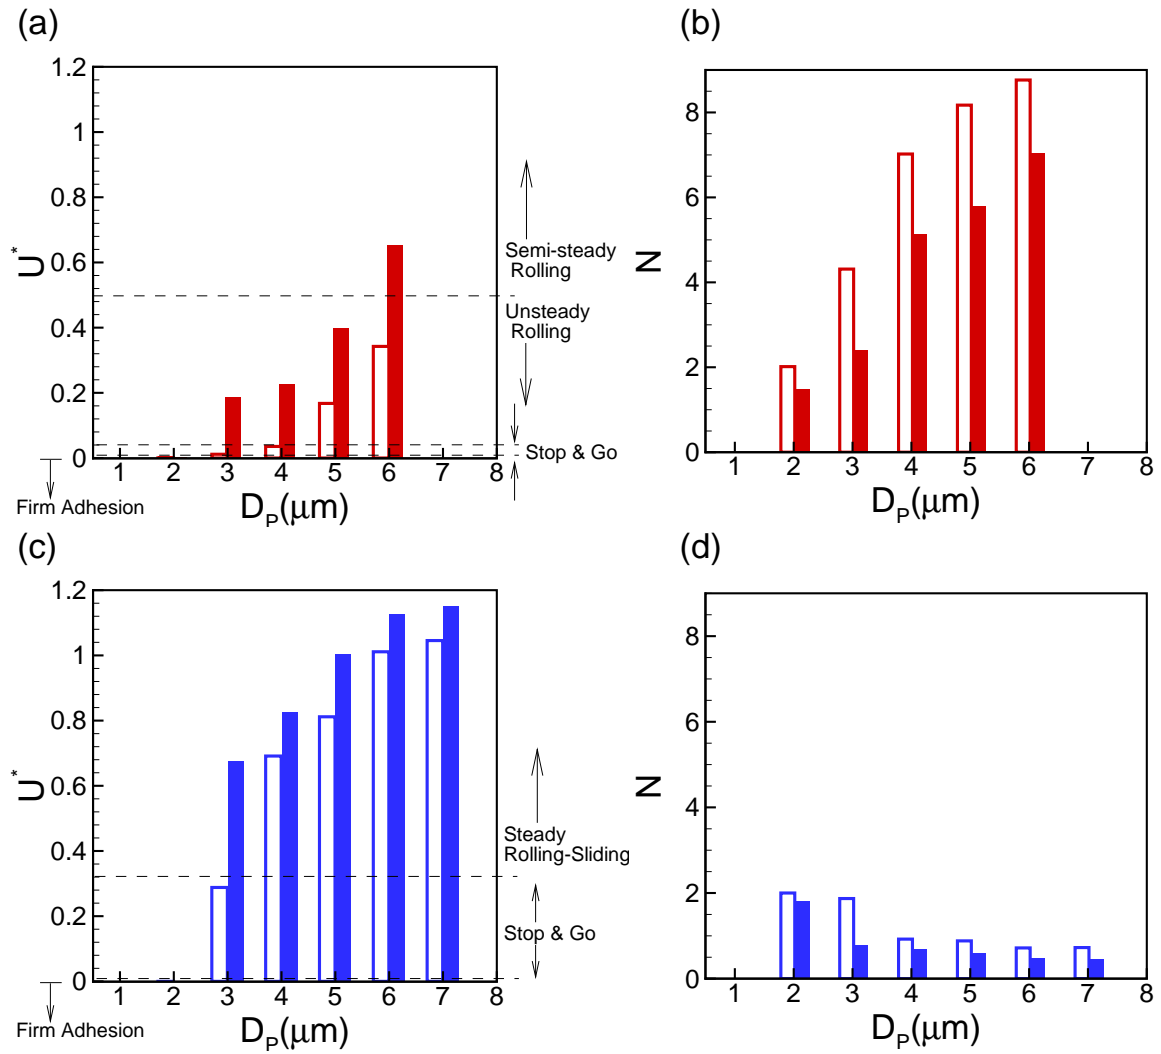 (a)
1.2
1
0.8
0.6
0.4
0.2
0
U*
1 2 3 4 5 6 7 8
D_P(μm)
Semi-steady
Rolling
Unsteady
Rolling
Stop & Go
Firm Adhesion
(b)
8
6
4
2
0
N
1 2 3 4 5 6 7 8
D_P(μm)
(c)
1.2
1
0.8
0.6
0.4
0.2
0
U*
1 2 3 4 5 6 7 8
D_P(μm)
Steady
Rolling-Sliding
Stop & Go
Firm Adhesion
(d)
8
6
4
2
0
N
1 2 3 4 5 6 7 8
D_P(μm)